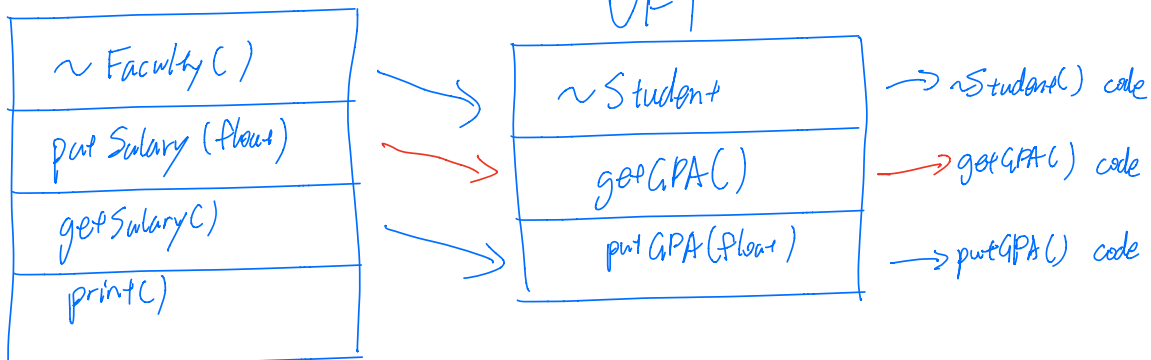 VFT
~Faculty()
putSalary(float)
getSalary()
print()
~Student
getGPA()
putGPA(float)
~Student() code
getGPA() code
putGPA() code